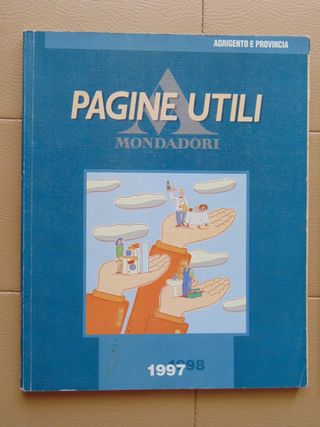 AGRIGENTO E PROVINCIA
PAGINE UTILI
MONDADORI
1997
1998